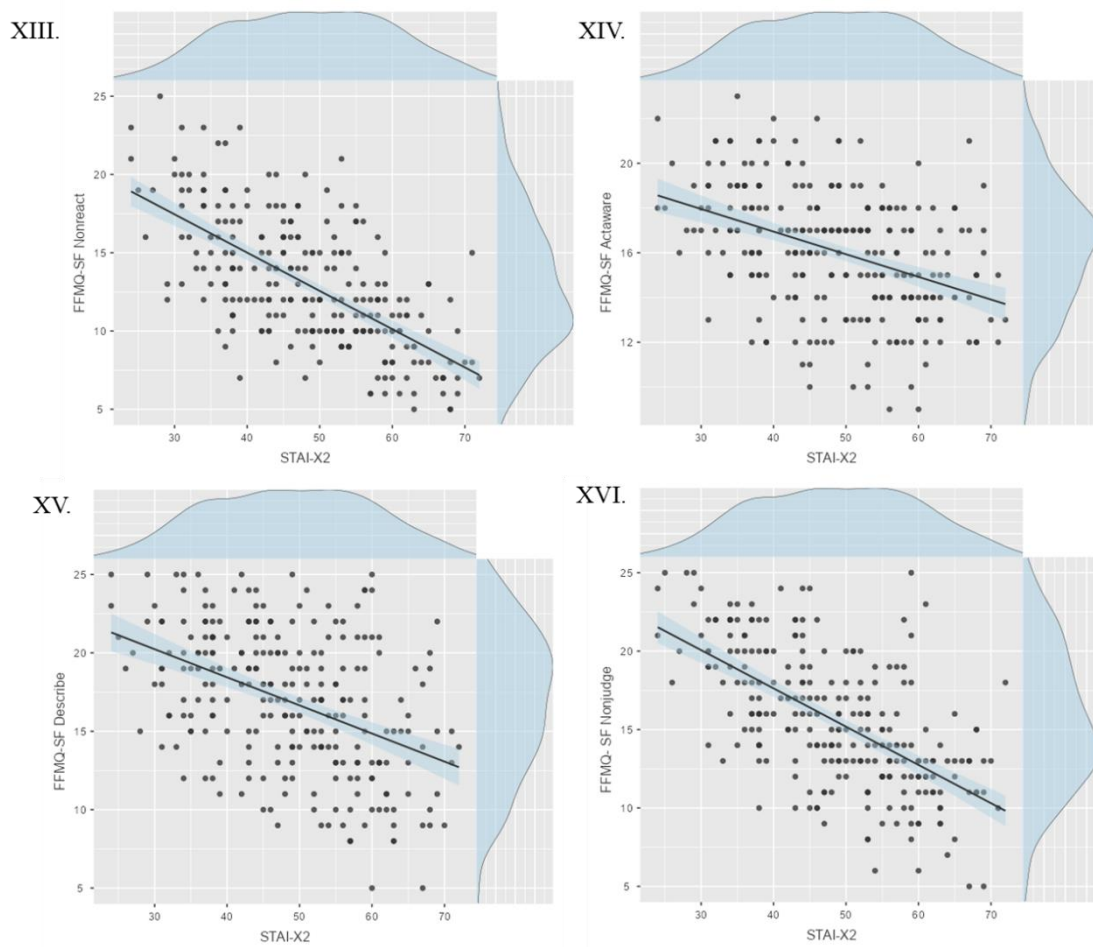 XIII.
25
20
15
10
5
FFMQ-SF Nonreact
30 40 50 60 70
STAI-X2
XIV.
20
16
12
FFMQ-SF Actaware
30 40 50 60 70
STAI-X2
XV.
25
20
15
10
5
FFMQ-SF Describe
30 40 50 60 70
STAI-X2
XVI.
25
20
15
10
5
FFMQ- SF Nonjudge
30 40 50 60 70
STAI-X2